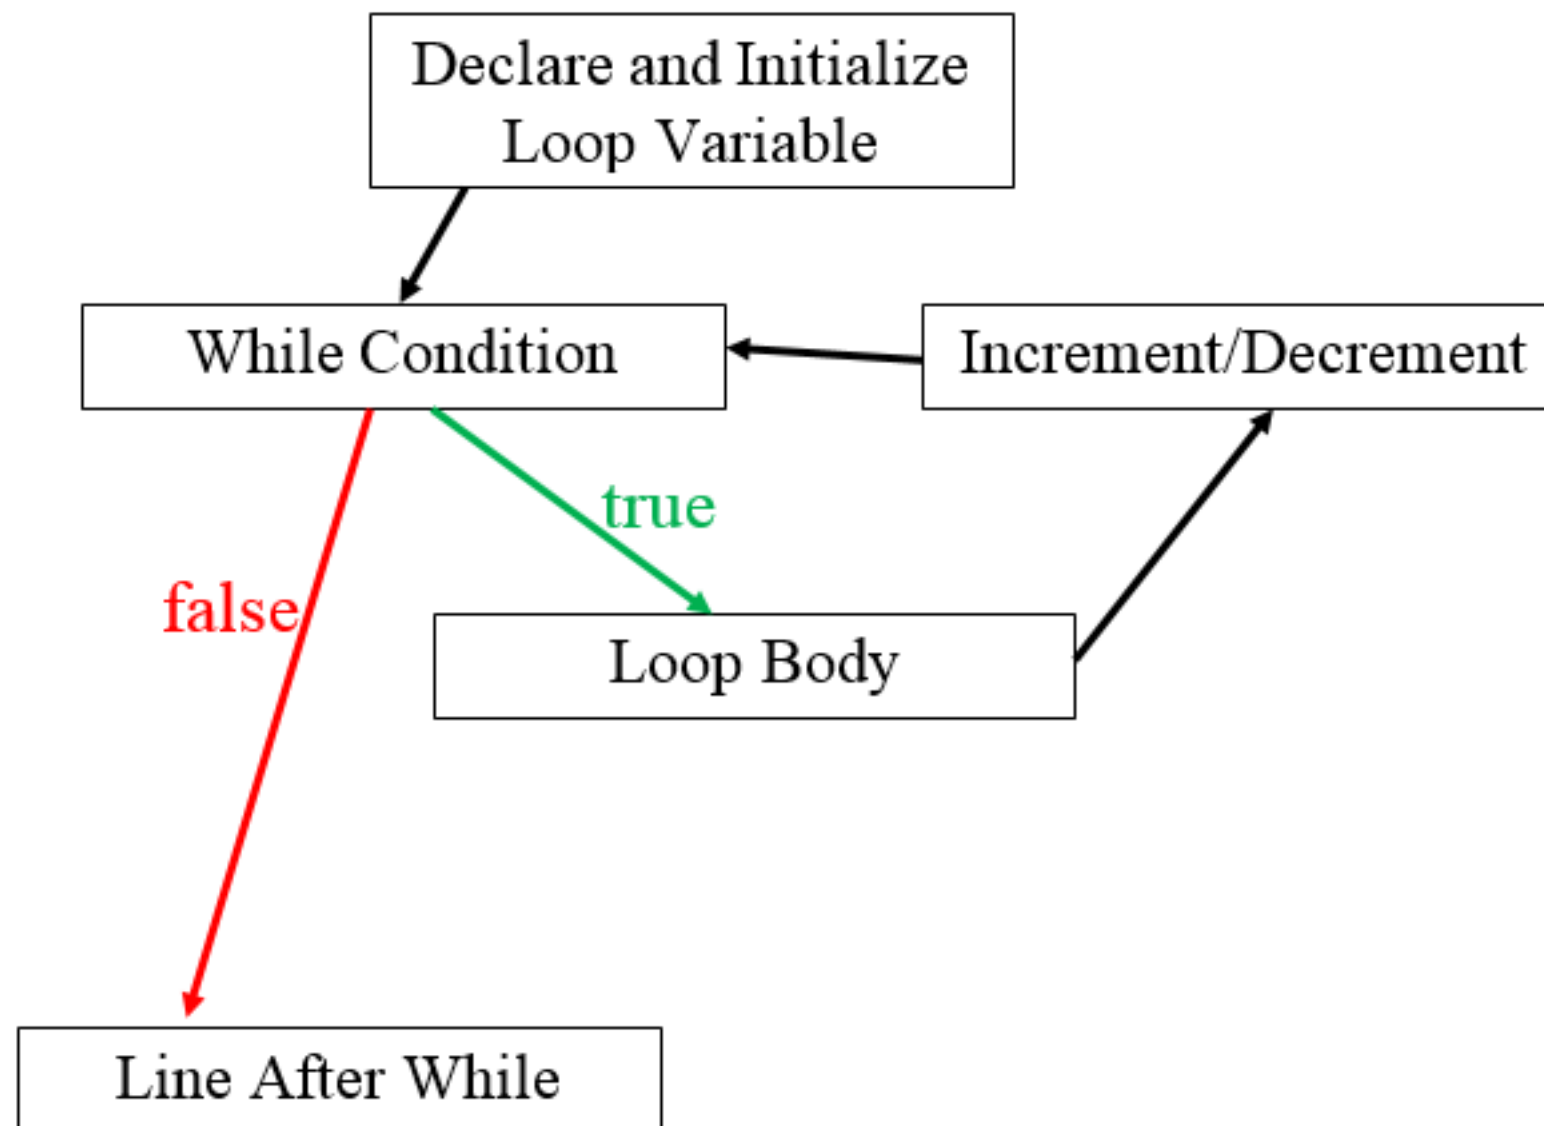 Declare and Initialize
Loop Variable
While Condition
Increment/Decrement
true
false
Loop Body
Line After While